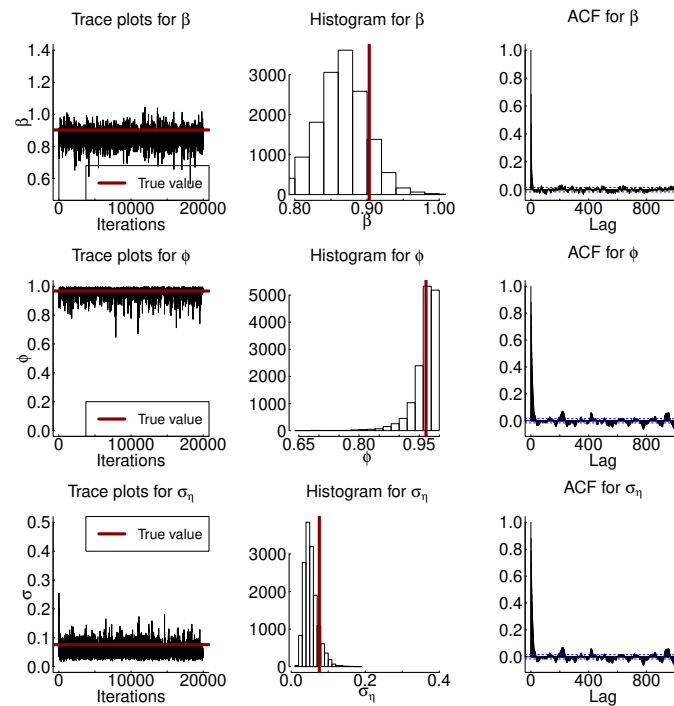 Trace plots for β
1.4
1.2
1.0
0.8
0.6
β
True value
0 10000 20000
Iterations
Histogram for β
3000
2000
1000
0
0.80 0.90 1.00
β
ACF for β
1.0
0.8
0.6
0.4
0.2
0.0
0 400 800
Lag
Trace plots for ϕ
1.0
0.8
0.6
0.4
0.2
0.0
ϕ
True value
0 10000 20000
Iterations
Histogram for ϕ
5000
4000
3000
2000
1000
0
0.65 0.80 0.95
ϕ
ACF for ϕ
1.0
0.8
0.6
0.4
0.2
0.0
0 400 800
Lag
Trace plots for ση
0.5
0.4
0.3
0.2
0.1
0.0
σ
True value
0 10000 20000
Iterations
Histogram for ση
3000
2000
1000
0
0.0 0.2 0.4
ση
ACF for ση
1.0
0.8
0.6
0.4
0.2
0.0
0 400 800
Lag